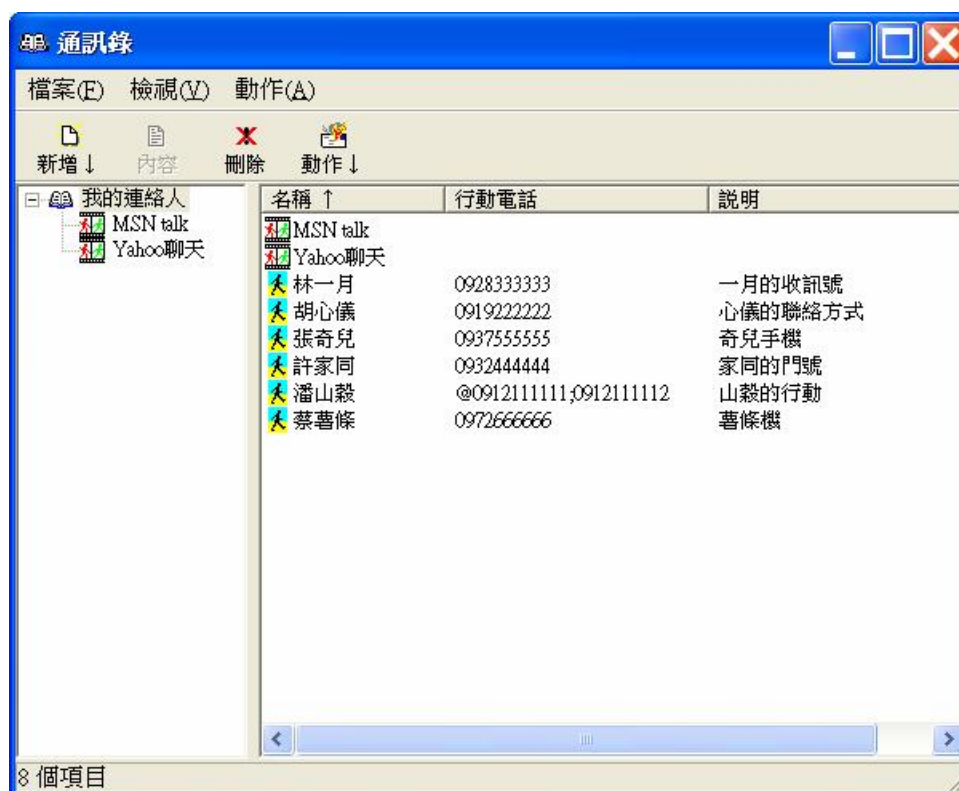 通訊錄
檔案(F) 檢視(V) 動作(A)
新增↓ 內容 刪除 動作↓
我的連絡人
MSN talk
Yahoo聊天
名稱 ↑ 行動電話 說明
MSN talk
Yahoo聊天
林一月 0928333333 一月的收訊號
胡心儀 0919222222 心儀的聯絡方式
張奇兒 0937555555 奇兒手機
許家同 0932444444 家同的門號
潘山穀 @0912111111;0912111112 山穀的行動
蔡薯條 0972666666 薯條機
8 個項目